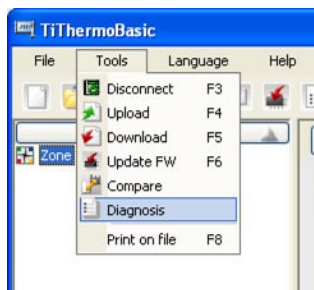 TiThermoBasic
File Tools Language Help
Disconnect F3
Upload F4
Download F5
Update FW F6
Compare
Diagnosis
Print on file F8
Zone